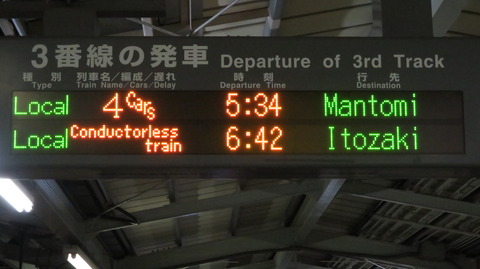 3番線の発車 Departure of 3rd Track
種 別 列車名／編成／遅れ 時 刻 行 先
Type Train Name/Cars/Delay Departure Time Destination
Local 4 Cars 5:34 Mantomi
Local Conductorless train 6:42 Itozaki